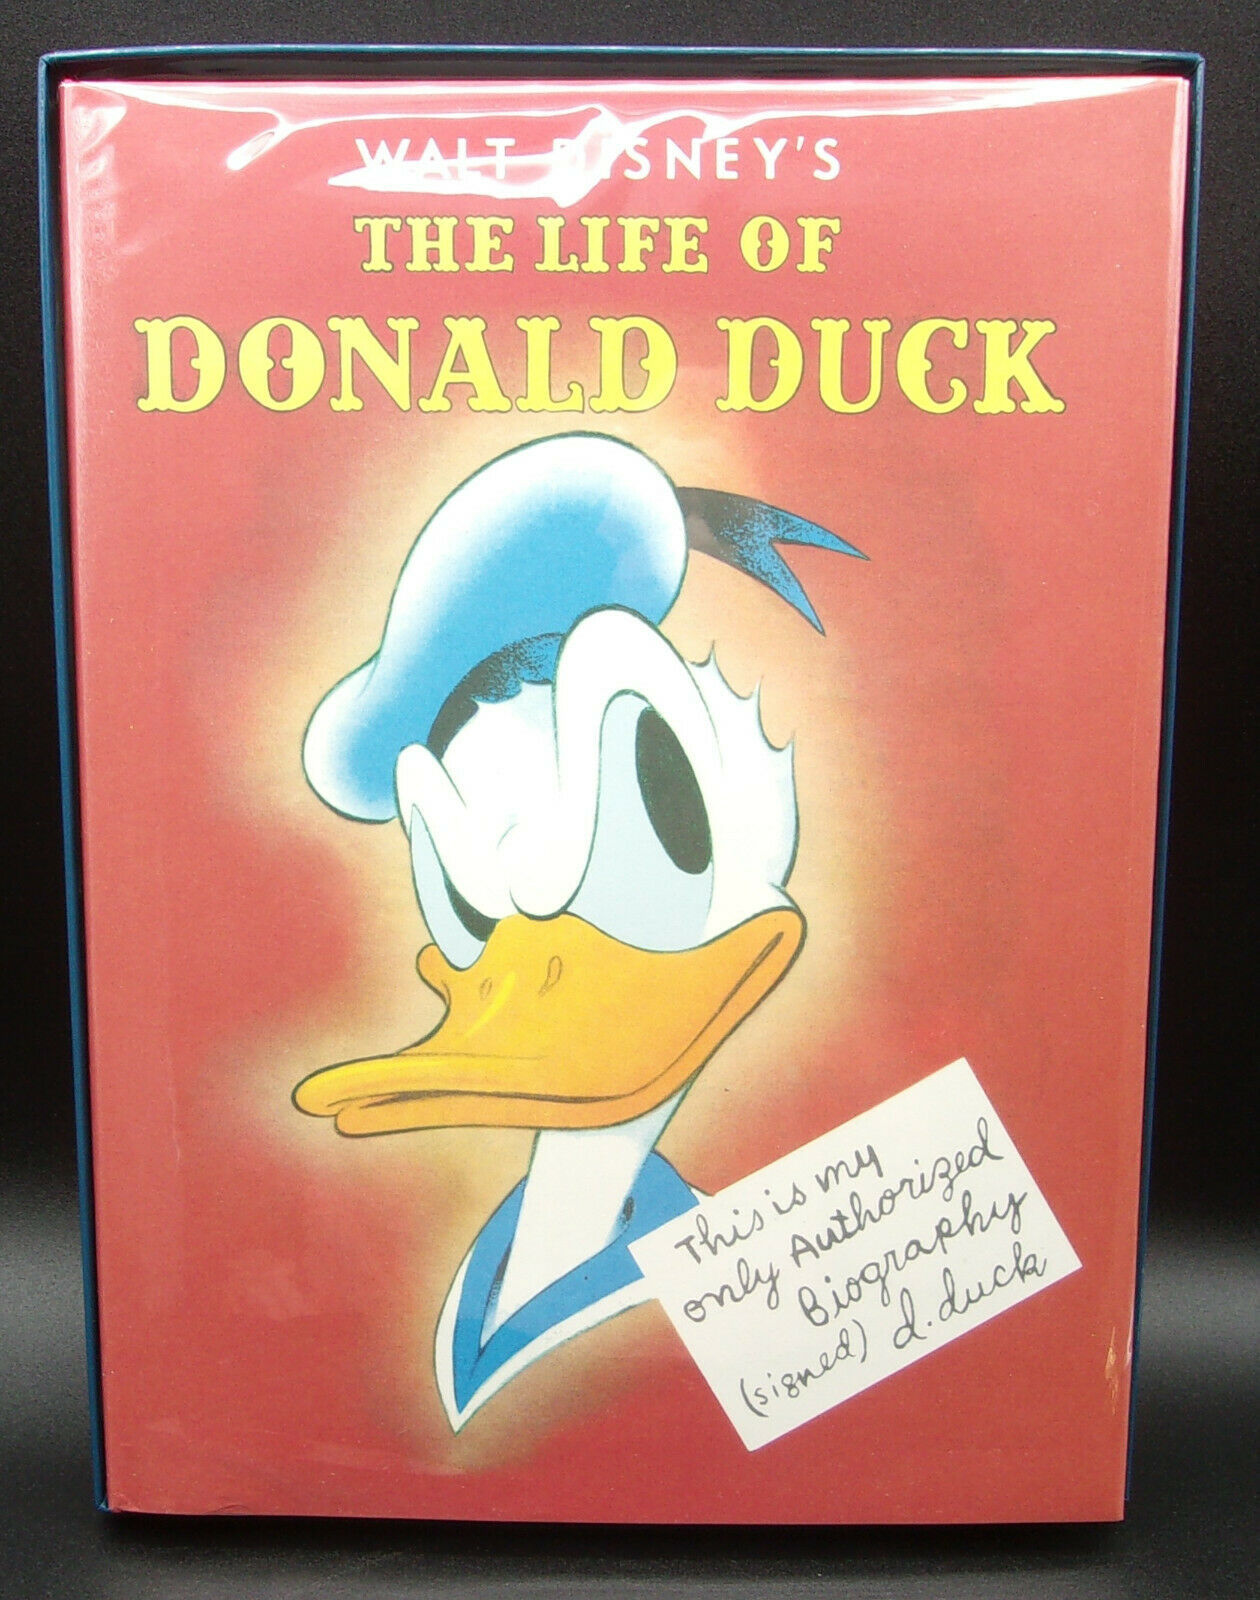 WALT DISNEY'S
THE LIFE OF
DONALD DUCK
This is my
only Authorized
Biography
(signed) d. duck